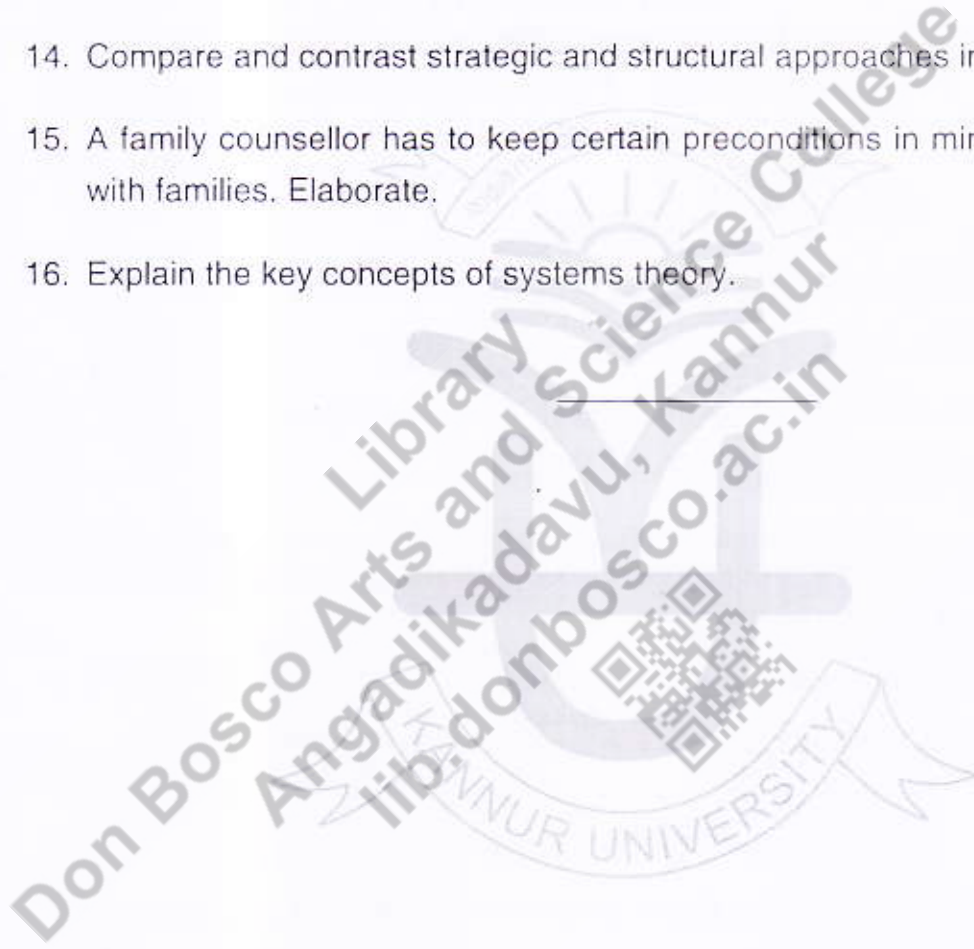 14. Compare and contrast strategic and structural approaches in
15. A family counsellor has to keep certain preconditions in
with families. Elaborate.
16. Explain the key concepts of systems theory.
Library
Don Bosco Arts and Science College
Angadikadavu, Kannur
lib.donbosco.ac.in
KANNUR UNIVERSITY